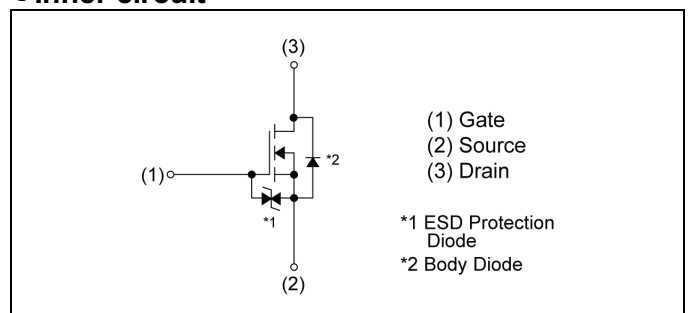 Inner circuit
(3)
*2
(1)
*1
(2)
(1) Gate
(2) Source
(3) Drain
*1 ESD Protection
Diode
*2 Body Diode